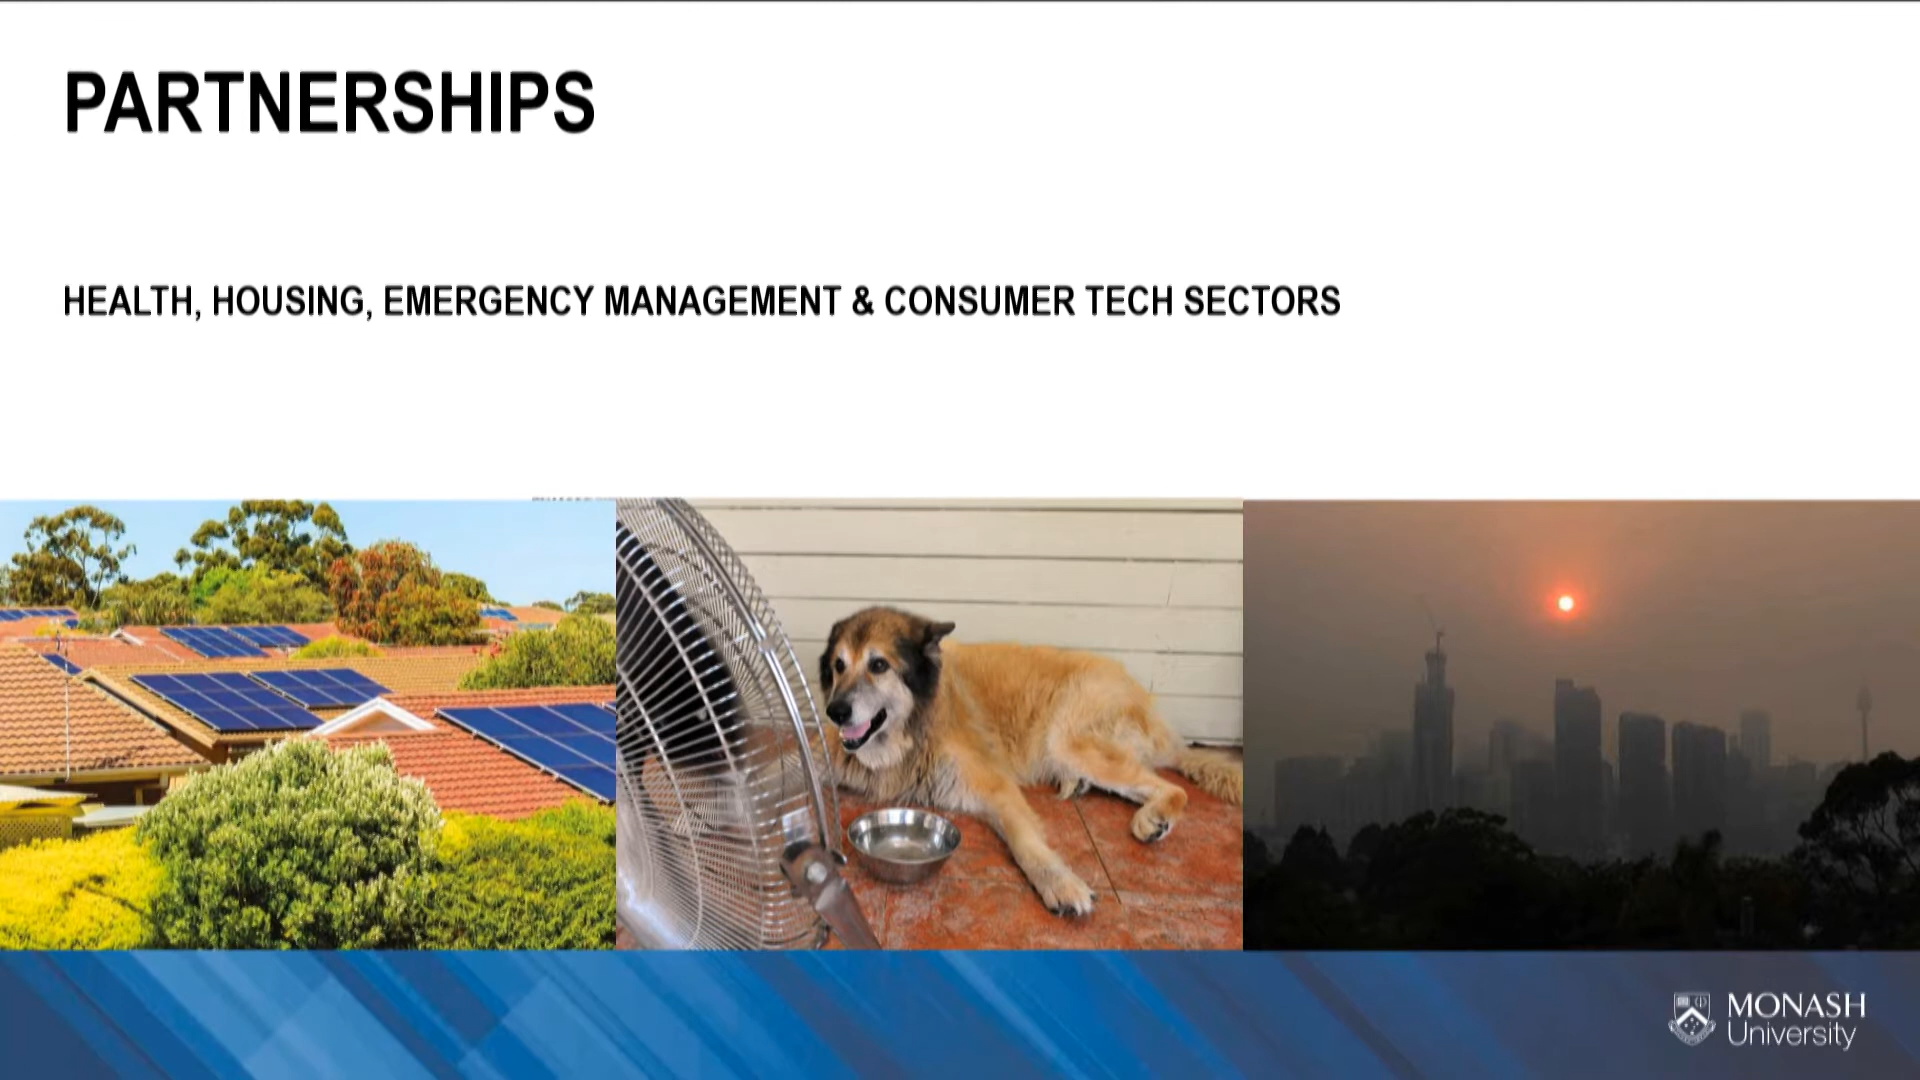 PARTNERSHIPS
HEALTH, HOUSING, EMERGENCY MANAGEMENT & CONSUMER TECH SECTORS
MONASH
University